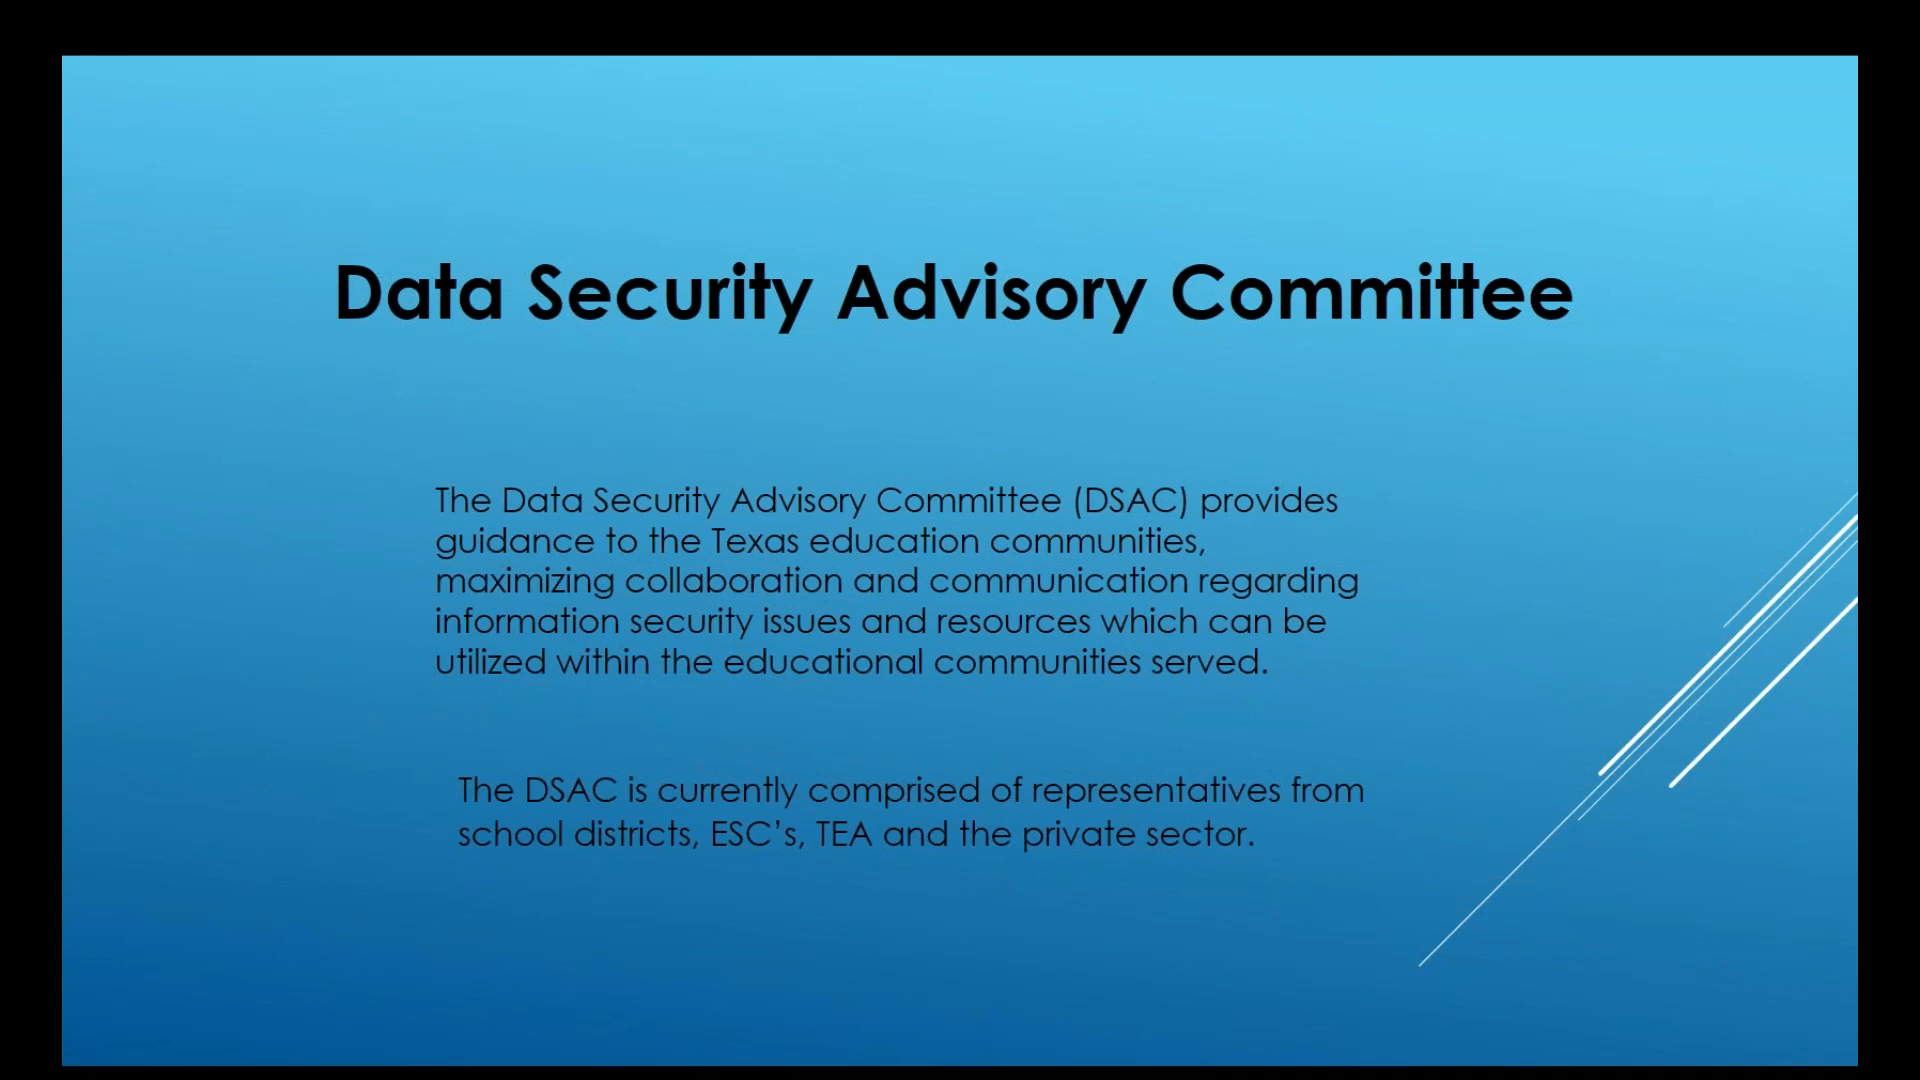 Data Security Advisory Committee
The Data Security Advisory Committee (DSAC) provides
guidance to the Texas education communities,
maximizing collaboration and communication regarding
information security issues and resources which can be
utilized within the educational communities served.
The DSAC is currently comprised of representatives from
school districts, ESC’s, TEA and the private sector.